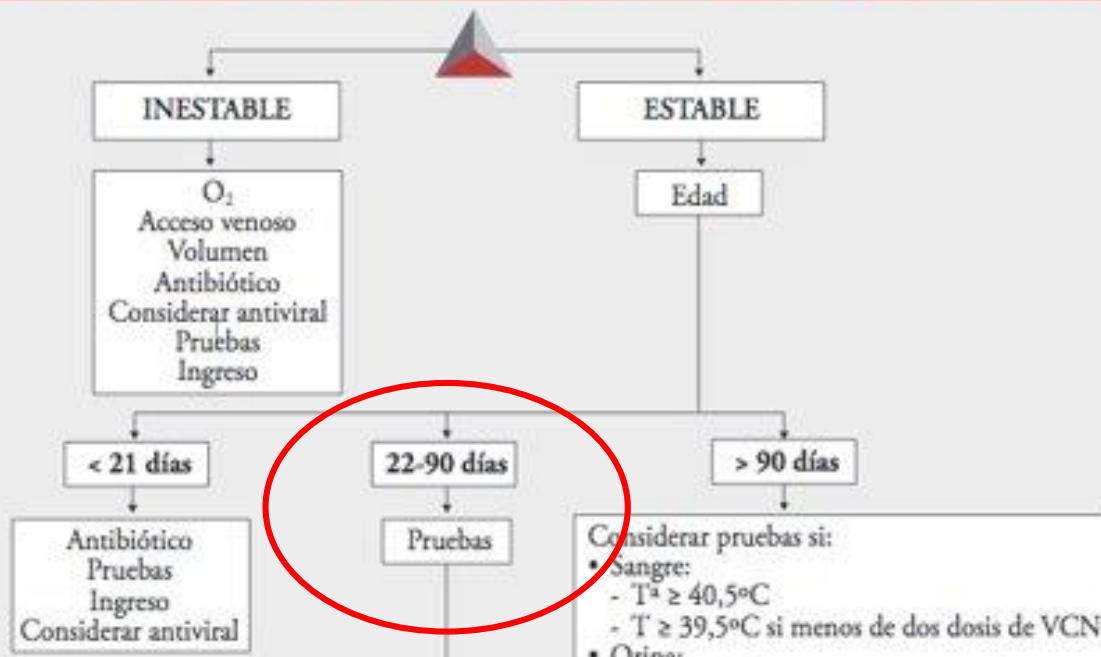 INESTABLE
ESTABLE
O₂
Acceso venoso
Volumen
Antibiótico
Considerar antiviral
Pruebas
Ingreso
Edad
< 21 días
22-90 días
> 90 días
Antibiótico
Pruebas
Ingreso
Considerar antiviral
Pruebas
Considerar pruebas si:
• Sangre:
- Tª ≥ 40,5ºC
- T ≥ 39,5ºC si menos de dos dosis de VCN
• Orina: